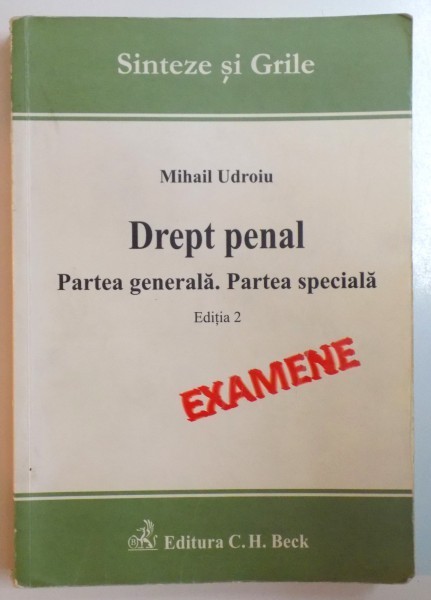 Sinteze și Grile
Mihail Udroiu
Drept penal
Partea generală. Partea specială
Ediția 2
EXAMENE
Editura C. H. Beck